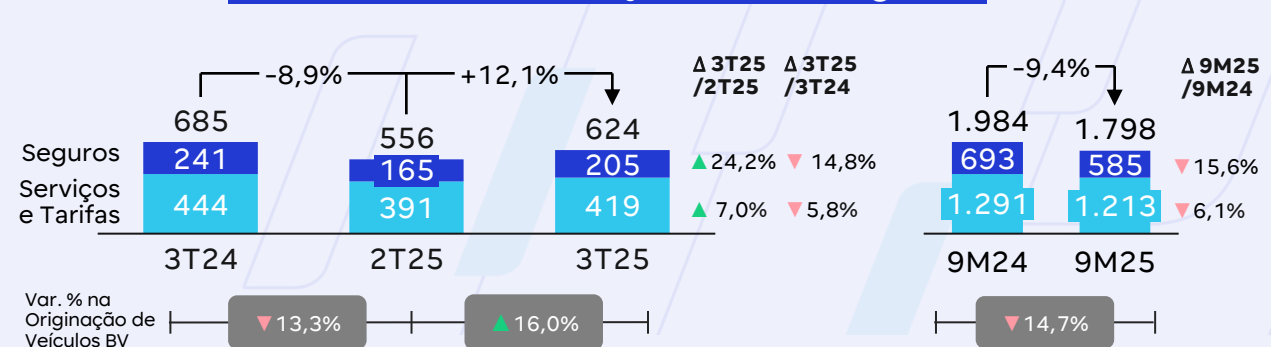 -8,9%
+12,1%
Δ 3T25
/2T25
Δ 3T25
/3T24
-9,4%
Δ 9M25
/9M24
685
556
624
1.984
1.798
Seguros
241
165
205
▲ 24,2%
▼ 14,8%
693
585
▼ 15,6%
Serviços
e Tarifas
444
391
419
▲ 7,0%
▼ 5,8%
1.291
1.213
▼ 6,1%
3T24
2T25
3T25
9M24
9M25
Var. % na
Originação de
Veículos BV
▼ 13,3%
▲ 16,0%
▼ 14,7%